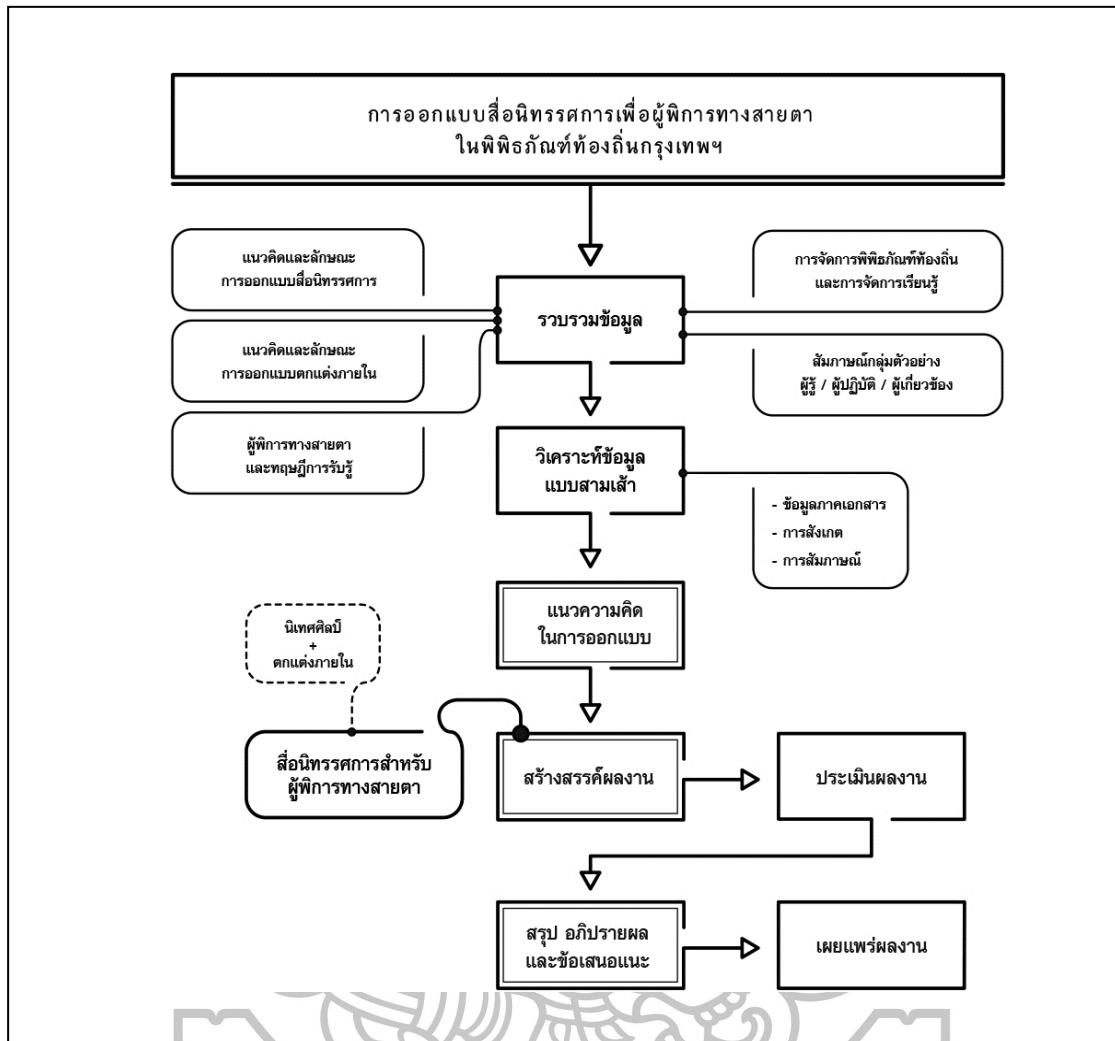 การออกแบบสื่อนิทรรศการเพื่อผู้พิการทางสายตา
ในพิพิธภัณฑ์ท้องถิ่นกรุงเทพฯ
แนวคิดและลักษณะ
การออกแบบสื่อนิทรรศการ
การจัดการพิพิธภัณฑ์ท้องถิ่น
และการจัดการเรียนรู้
รวบรวมข้อมูล
แนวคิดและลักษณะ
การออกแบบตกแต่งภายใน
สัมภาษณ์กลุ่มตัวอย่าง
ผู้รู้ / ผู้ปฏิบัติ / ผู้เกี่ยวข้อง
ผู้พิการทางสายตา
และทฤษฎีการรับรู้
วิเคราะห์ข้อมูล
แบบสามเส้า
- ข้อมูลภาคเอกสาร
- การสังเกต
- การสัมภาษณ์
แนวความคิด
ในการออกแบบ
นิเทศศิลป์
+
ตกแต่งภายใน
สื่อนิทรรศการสำหรับ
ผู้พิการทางสายตา
สร้างสรรค์ผลงาน
ประเมินผลงาน
สรุป อภิปรายผล
และข้อเสนอแนะ
เผยแพร่ผลงาน